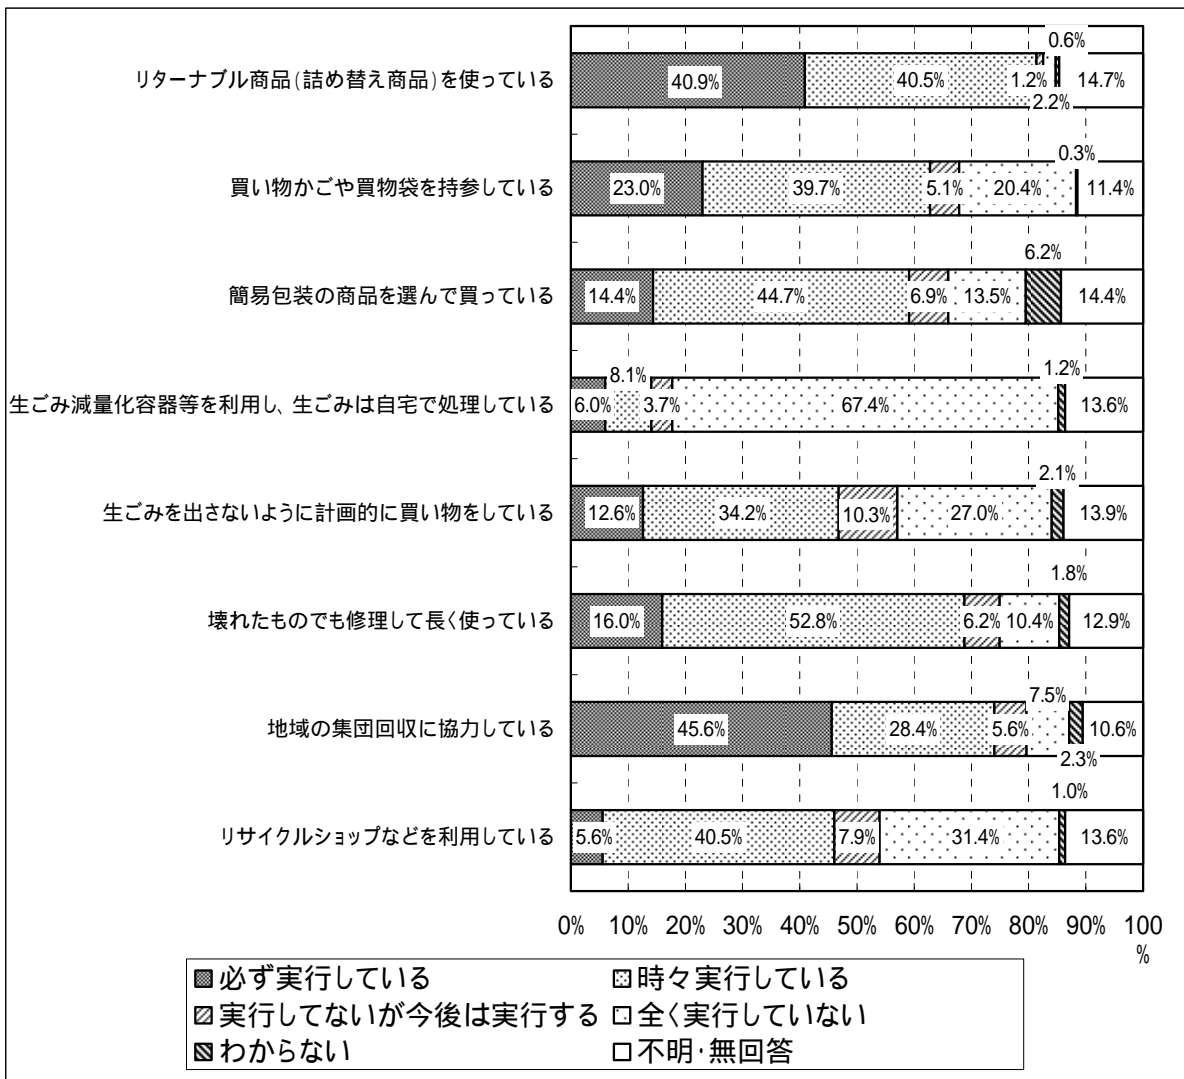 0.6%
リターナブル商品(詰め替え商品)を使っている 40.9% 40.5% 1.2% 14.7%
2.2%
0.3%
買い物かごや買物袋を持参している 23.0% 39.7% 5.1% 20.4% 11.4%
6.2%
簡易包装の商品を選んで買っている 14.4% 44.7% 6.9% 13.5% 14.4%
8.1% 1.2%
生ごみ減量化容器等を利用し、生ごみは自宅で処理している 6.0% 3.7% 67.4% 13.6%
2.1%
生ごみを出さないように計画的に買い物をしている 12.6% 34.2% 10.3% 27.0% 13.9%
1.8%
壊れたものでも修理して長く使っている 16.0% 52.8% 6.2% 10.4% 12.9%
7.5%
地域の集団回収に協力している 45.6% 28.4% 5.6% 10.6%
2.3%
1.0%
リサイクルショップなどを利用している 5.6% 40.5% 7.9% 31.4% 13.6%
0% 10% 20% 30% 40% 50% 60% 70% 80% 90% 100
%
必ず実行している 時々実行している
実行してないが今後は実行する 全く実行していない
わからない 不明・無回答